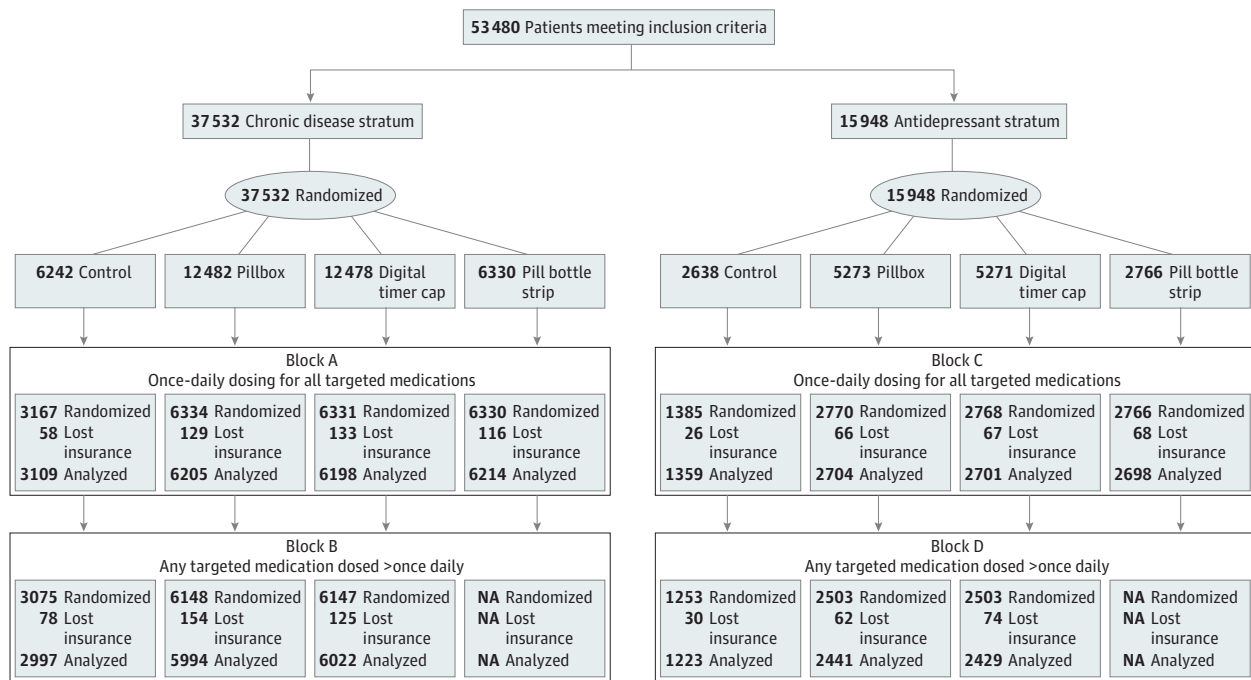 53 480 Patients meeting inclusion criteria
37 532 Chronic disease stratum
15 948 Antidepressant stratum
37 532 Randomized
15 948 Randomized
6242 Control
12 482 Pillbox
12 478 Digital
timer cap
6330 Pill bottle
strip
2638 Control
5273 Pillbox
5271 Digital
timer cap
2766 Pill bottle
strip
Block A
Once-daily dosing for all targeted medications
3167 Randomized
58 Lost
insurance
3109 Analyzed
6334 Randomized
129 Lost
insurance
6205 Analyzed
6331 Randomized
133 Lost
insurance
6198 Analyzed
6330 Randomized
116 Lost
insurance
6214 Analyzed
Block C
Once-daily dosing for all targeted medications
1385 Randomized
26 Lost
insurance
1359 Analyzed
2770 Randomized
66 Lost
insurance
2704 Analyzed
2768 Randomized
67 Lost
insurance
2701 Analyzed
2766 Randomized
68 Lost
insurance
2698 Analyzed
Block B
Any targeted medication dosed >once daily
3075 Randomized
78 Lost
insurance
2997 Analyzed
6148 Randomized
154 Lost
insurance
5994 Analyzed
6147 Randomized
125 Lost
insurance
6022 Analyzed
NA Randomized
NA Lost
insurance
NA Analyzed
Block D
Any targeted medication dosed >once daily
1253 Randomized
30 Lost
insurance
1223 Analyzed
2503 Randomized
62 Lost
insurance
2441 Analyzed
2503 Randomized
74 Lost
insurance
2429 Analyzed
NA Randomized
NA Lost
insurance
NA Analyzed